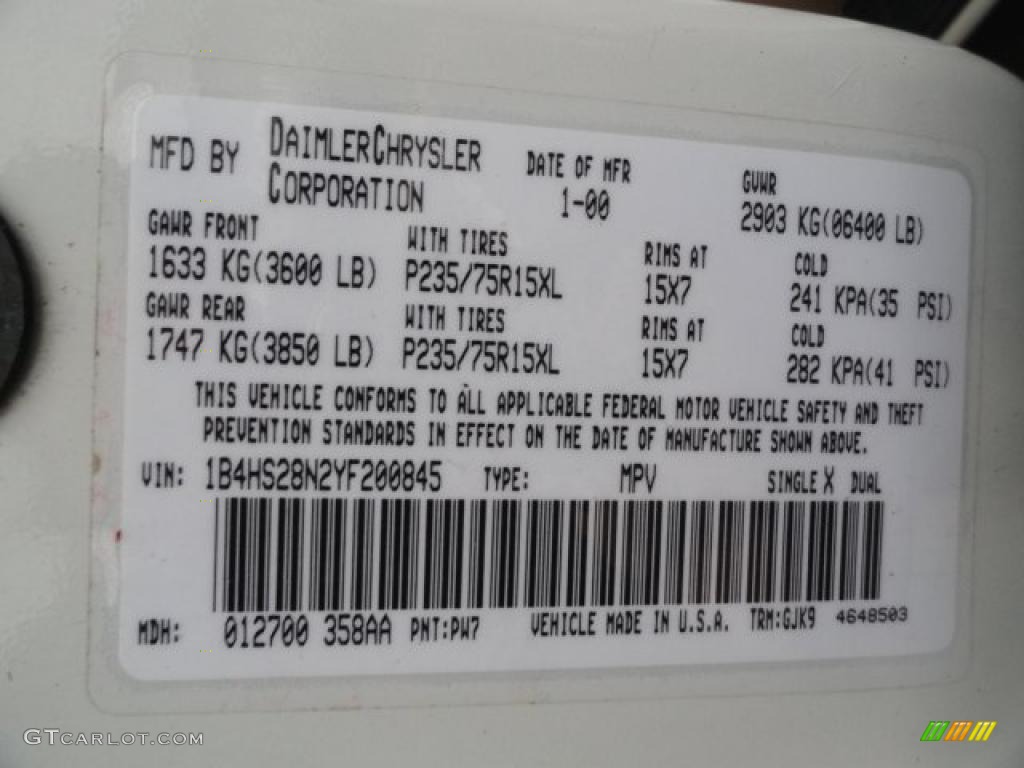 MFD BY DAIMLERCHRYSLER CORPORATION DATE OF MFR 1-00 GVWR 2903 KG(06400 LB)
GAWR FRONT WITH TIRES RIMS AT COLD
1633 KG(3600 LB) P235/75R15XL 15X7 241 KPA(35 PSI)
GAWR REAR WITH TIRES RIMS AT COLD
1747 KG(3850 LB) P235/75R15XL 15X7 282 KPA(41 PSI)
THIS VEHICLE CONFORMS TO ALL APPLICABLE FEDERAL MOTOR VEHICLE SAFETY AND THEFT
PREVENTION STANDARDS IN EFFECT ON THE DATE OF MANUFACTURE SHOWN ABOVE.
VIN: 1B4HS28N2YF200845 TYPE: MPV SINGLE X DUAL
MDH: 012700 358AA PNT:PW7 VEHICLE MADE IN U.S.A. TRM:GJK9 4648503
GTCARLOT.COM